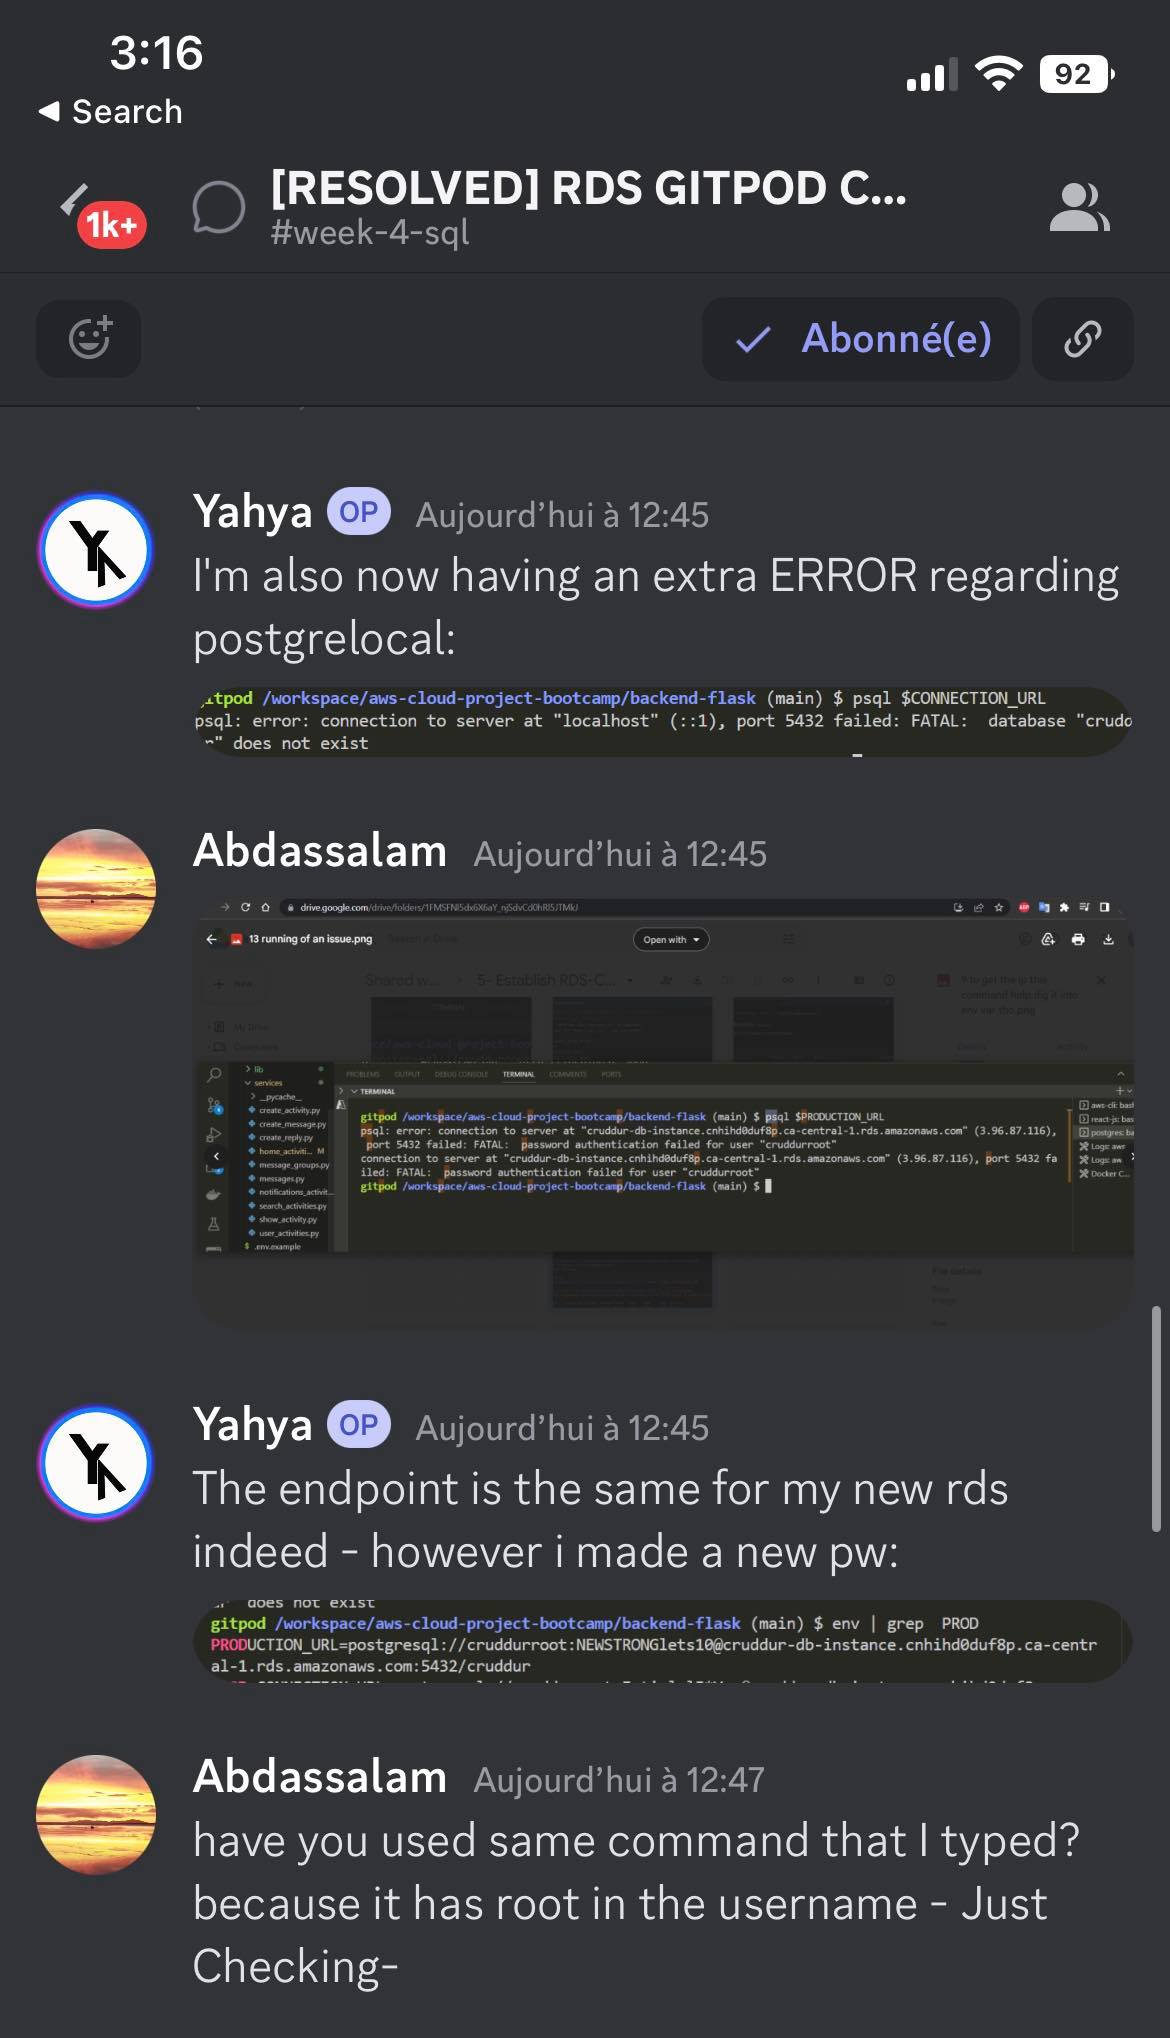 3:16
92
Search
[RESOLVED] RDS GITPOD C...
1k+
#week-4-sql
Abonné(e)
Yahya OP Aujourd’hui à 12:45
I'm also now having an extra ERROR regarding
postgrelocal:
itpod /workspace/aws-cloud-project-bootcamp/backend-flask (main) $ psql $CONNECTION_URL
psql: error: connection to server at "localhost" (::1), port 5432 failed: FATAL:  database "crudd
r" does not exist
Abdassalam Aujourd’hui à 12:45
13 running of an issue.png
Open with
Shared w... 5- Establish RDS-C...
My Drive
PROBLEMS OUTPUT DEBUG CONSOLE TERMINAL COMMENTS PORTS
TERMINAL
lib
services
__pycache__
create_activity.py
create_message.py
create_reply.py
home_activiti... M
message_groups.py
messages.py
notifications_activit...
search_activities.py
show_activity.py
user_activities.py
.env.example
gitpod /workspace/aws-cloud-project-bootcamp/backend-flask (main) $ psql $PRODUCTION_URL
psql: error: connection to server at "cruddur-db-instance.cnhihd0duf8p.ca-central-1.rds.amazonaws.com" (3.96.87.116),
port 5432 failed: FATAL:  password authentication failed for user "cruddurroot"
connection to server at "cruddur-db-instance.cnhihd0duf8p.ca-central-1.rds.amazonaws.com" (3.96.87.116), port 5432 fa
iled: FATAL:  password authentication failed for user "cruddurroot"
gitpod /workspace/aws-cloud-project-bootcamp/backend-flask (main) $
aws-cli: bash
react-js: bas
postgres: ba
Logs: aws
Logs: aw
Docker C...
Yahya OP Aujourd’hui à 12:45
The endpoint is the same for my new rds
indeed - however i made a new pw:
does not exist
gitpod /workspace/aws-cloud-project-bootcamp/backend-flask (main) $ env | grep  PROD
PRODUCTION_URL=postgresql://cruddurroot:NEWSTRONGlets10@cruddur-db-instance.cnhihd0duf8p.ca-centr
al-1.rds.amazonaws.com:5432/cruddur
Abdassalam Aujourd’hui à 12:47
have you used same command that I typed?
because it has root in the username - Just
Checking-